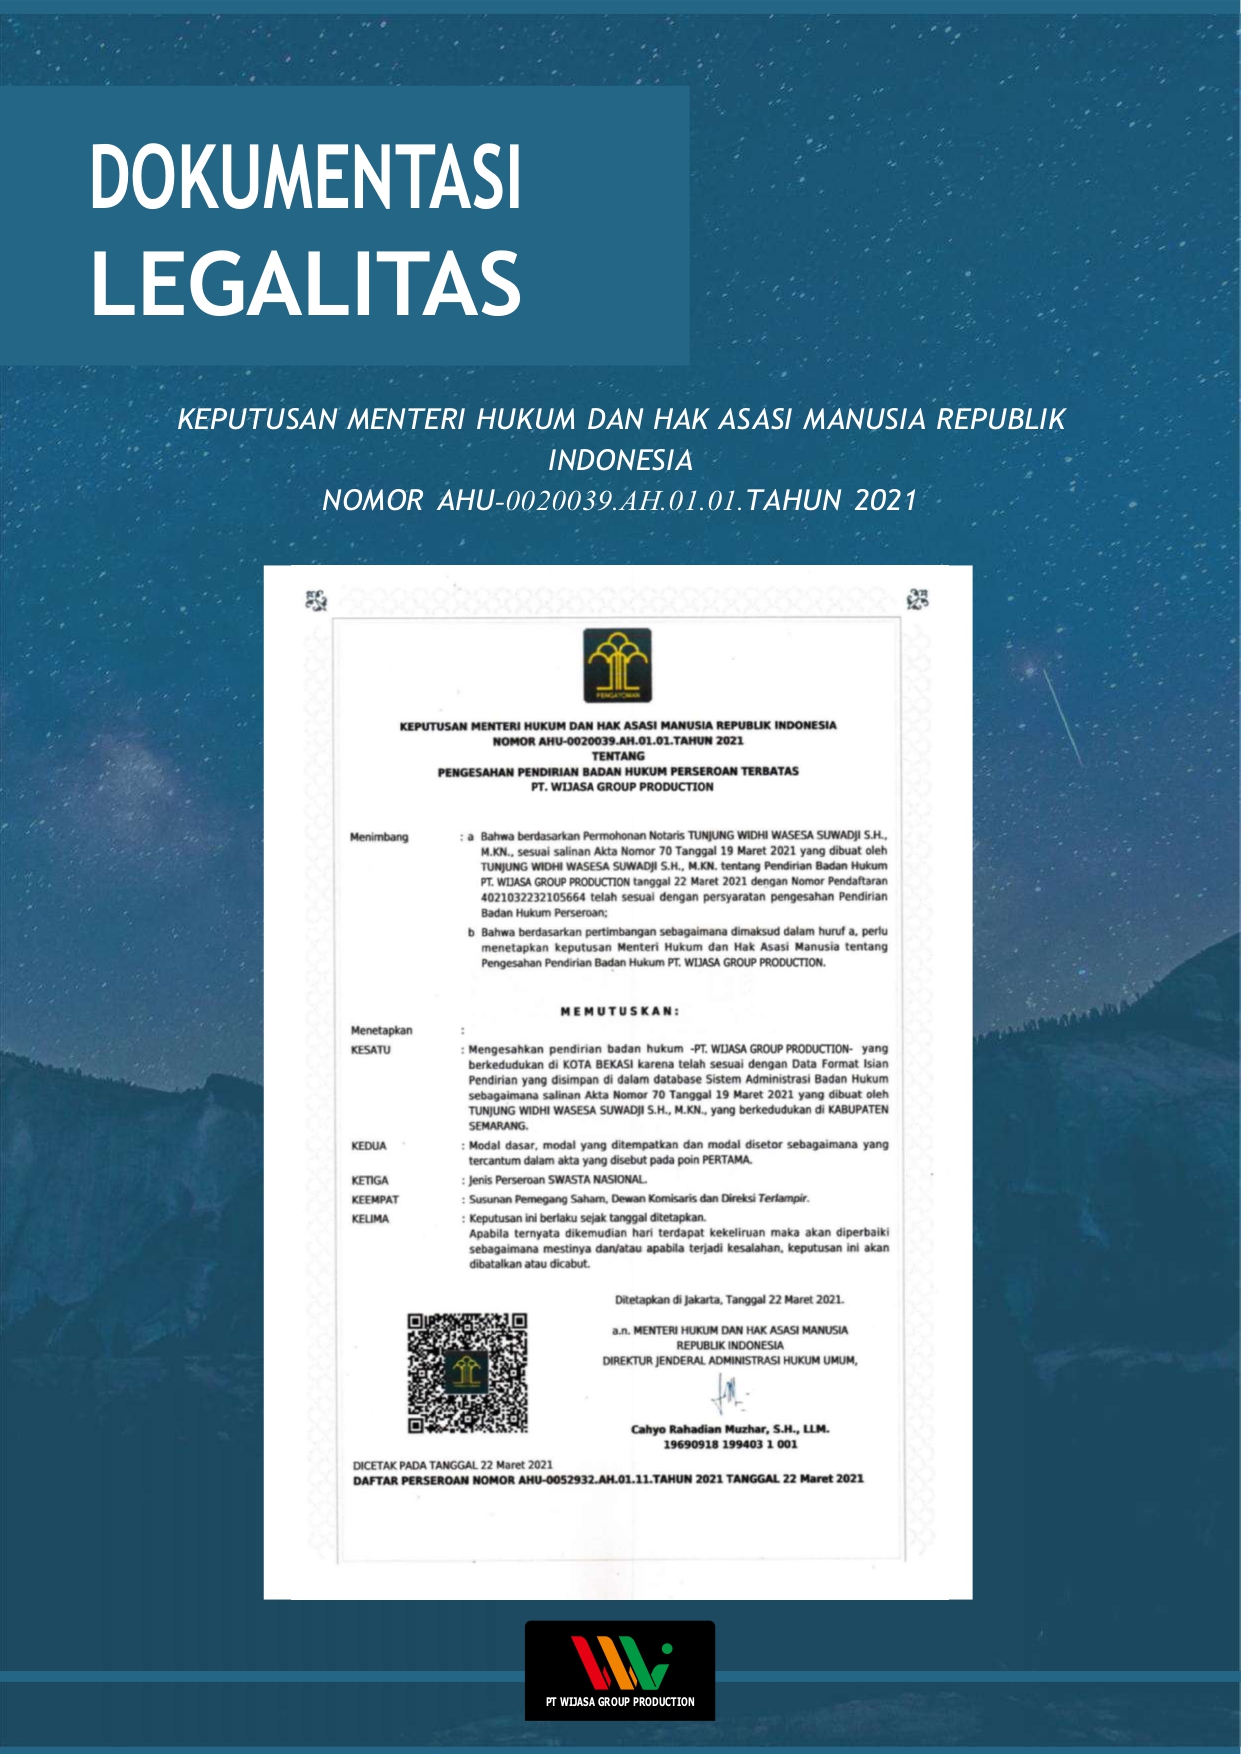 DOKUMENTASI
LEGALITAS
KEPUTUSAN MENTERI HUKUM DAN HAK ASASI MANUSIA REPUBLIK
INDONESIA
NOMOR AHU-0020039.AH.01.01.TAHUN 2021
PENGAYOMAN
KEPUTUSAN MENTERI HUKUM DAN HAK ASASI MANUSIA REPUBLIK INDONESIA
NOMOR AHU-0020039.AH.01.01.TAHUN 2021
TENTANG
PENGESAHAN PENDIRIAN BADAN HUKUM PERSEROAN TERBATAS
PT. WIJASA GROUP PRODUCTION
Menimbang : a Bahwa berdasarkan Permohonan Notaris TUNJUNG WIDHI WASESA SUWADJI S.H.,
M.KN., sesuai salinan Akta Nomor 70 Tanggal 19 Maret 2021 yang dibuat oleh
TUNJUNG WIDHI WASESA SUWADJI S.H., M.KN. tentang Pendirian Badan Hukum
PT. WIJASA GROUP PRODUCTION tanggal 22 Maret 2021 dengan Nomor Pendaftaran
4021032232105664 telah sesuai dengan persyaratan pengesahan Pendirian
Badan Hukum Perseroan;
b Bahwa berdasarkan pertimbangan sebagaimana dimaksud dalam huruf a, perlu
menetapkan keputusan Menteri Hukum dan Hak Asasi Manusia tentang
Pengesahan Pendirian Badan Hukum PT. WIJASA GROUP PRODUCTION.
M E M U T U S K A N :
Menetapkan :
KESATU : Mengesahkan pendirian badan hukum -PT. WIJASA GROUP PRODUCTION- yang
berkedudukan di KOTA BEKASI karena telah sesuai dengan Data Format Isian
Pendirian yang disimpan di dalam database Sistem Administrasi Badan Hukum
sebagaimana salinan Akta Nomor 70 Tanggal 19 Maret 2021 yang dibuat oleh
TUNJUNG WIDHI WASESA SUWADJI S.H., M.KN., yang berkedudukan di KABUPATEN
SEMARANG.
KEDUA : Modal dasar, modal yang ditempatkan dan modal disetor sebagaimana yang
tercantum dalam akta yang disebut pada poin PERTAMA.
KETIGA : Jenis Perseroan SWASTA NASIONAL.
KEEMPAT : Susunan Pemegang Saham, Dewan Komisaris dan Direksi Terlampir.
KELIMA : Keputusan ini berlaku sejak tanggal ditetapkan.
Apabila ternyata dikemudian hari terdapat kekeliruan maka akan diperbaiki
sebagaimana mestinya dan/atau apabila terjadi kesalahan, keputusan ini akan
dibatalkan atau dicabut.
Ditetapkan di Jakarta, Tanggal 22 Maret 2021.
a.n. MENTERI HUKUM DAN HAK ASASI MANUSIA
REPUBLIK INDONESIA
DIREKTUR JENDERAL ADMINISTRASI HUKUM UMUM,
Cahyo Rahadian Muzhar, S.H., LLM.
19690918 199403 1 001
DICETAK PADA TANGGAL 22 Maret 2021
DAFTAR PERSEROAN NOMOR AHU-0052932.AH.01.11.TAHUN 2021 TANGGAL 22 Maret 2021
PT WIJASA GROUP PRODUCTION